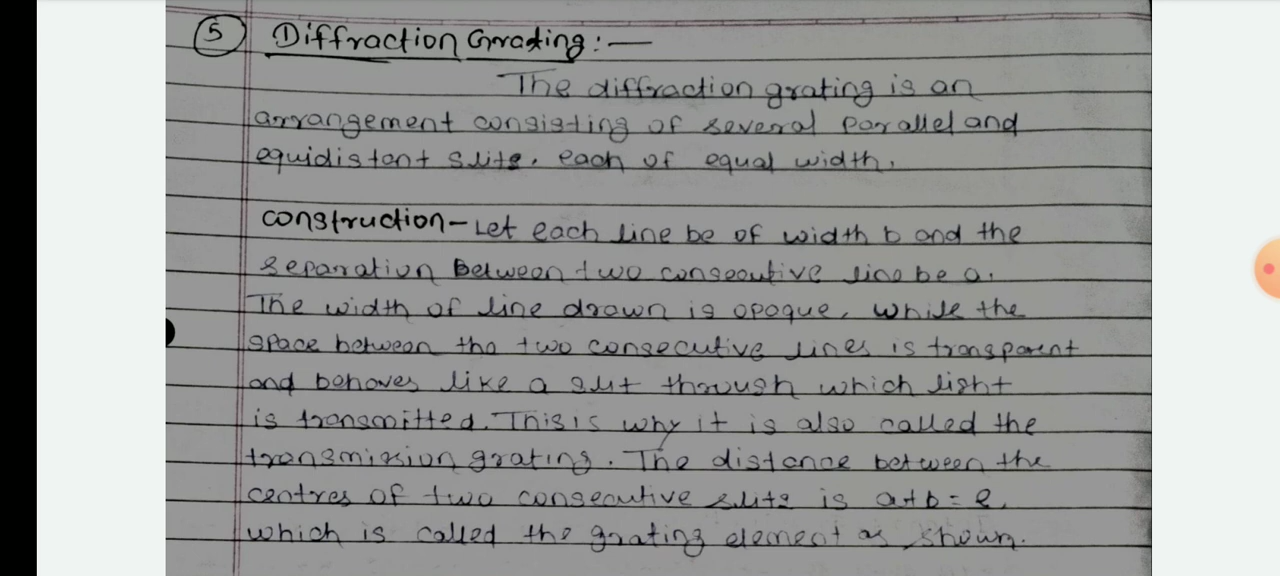 5 Diffraction Grating:—
The diffraction grating is an
arrangement consisting of several parallel and
equidistant slits, each of equal width.
construction- Let each line be of width b and the
separation Between two consecutive line be a.
The width of line drawn is opaque, while the
space between the two consecutive lines is transparent
and behaves like a slit through which light
is transmitted. This is why it is also called the
transmission grating. The distance between the
centres of two consecutive slits is a+b = e,
which is called the grating element as shown.